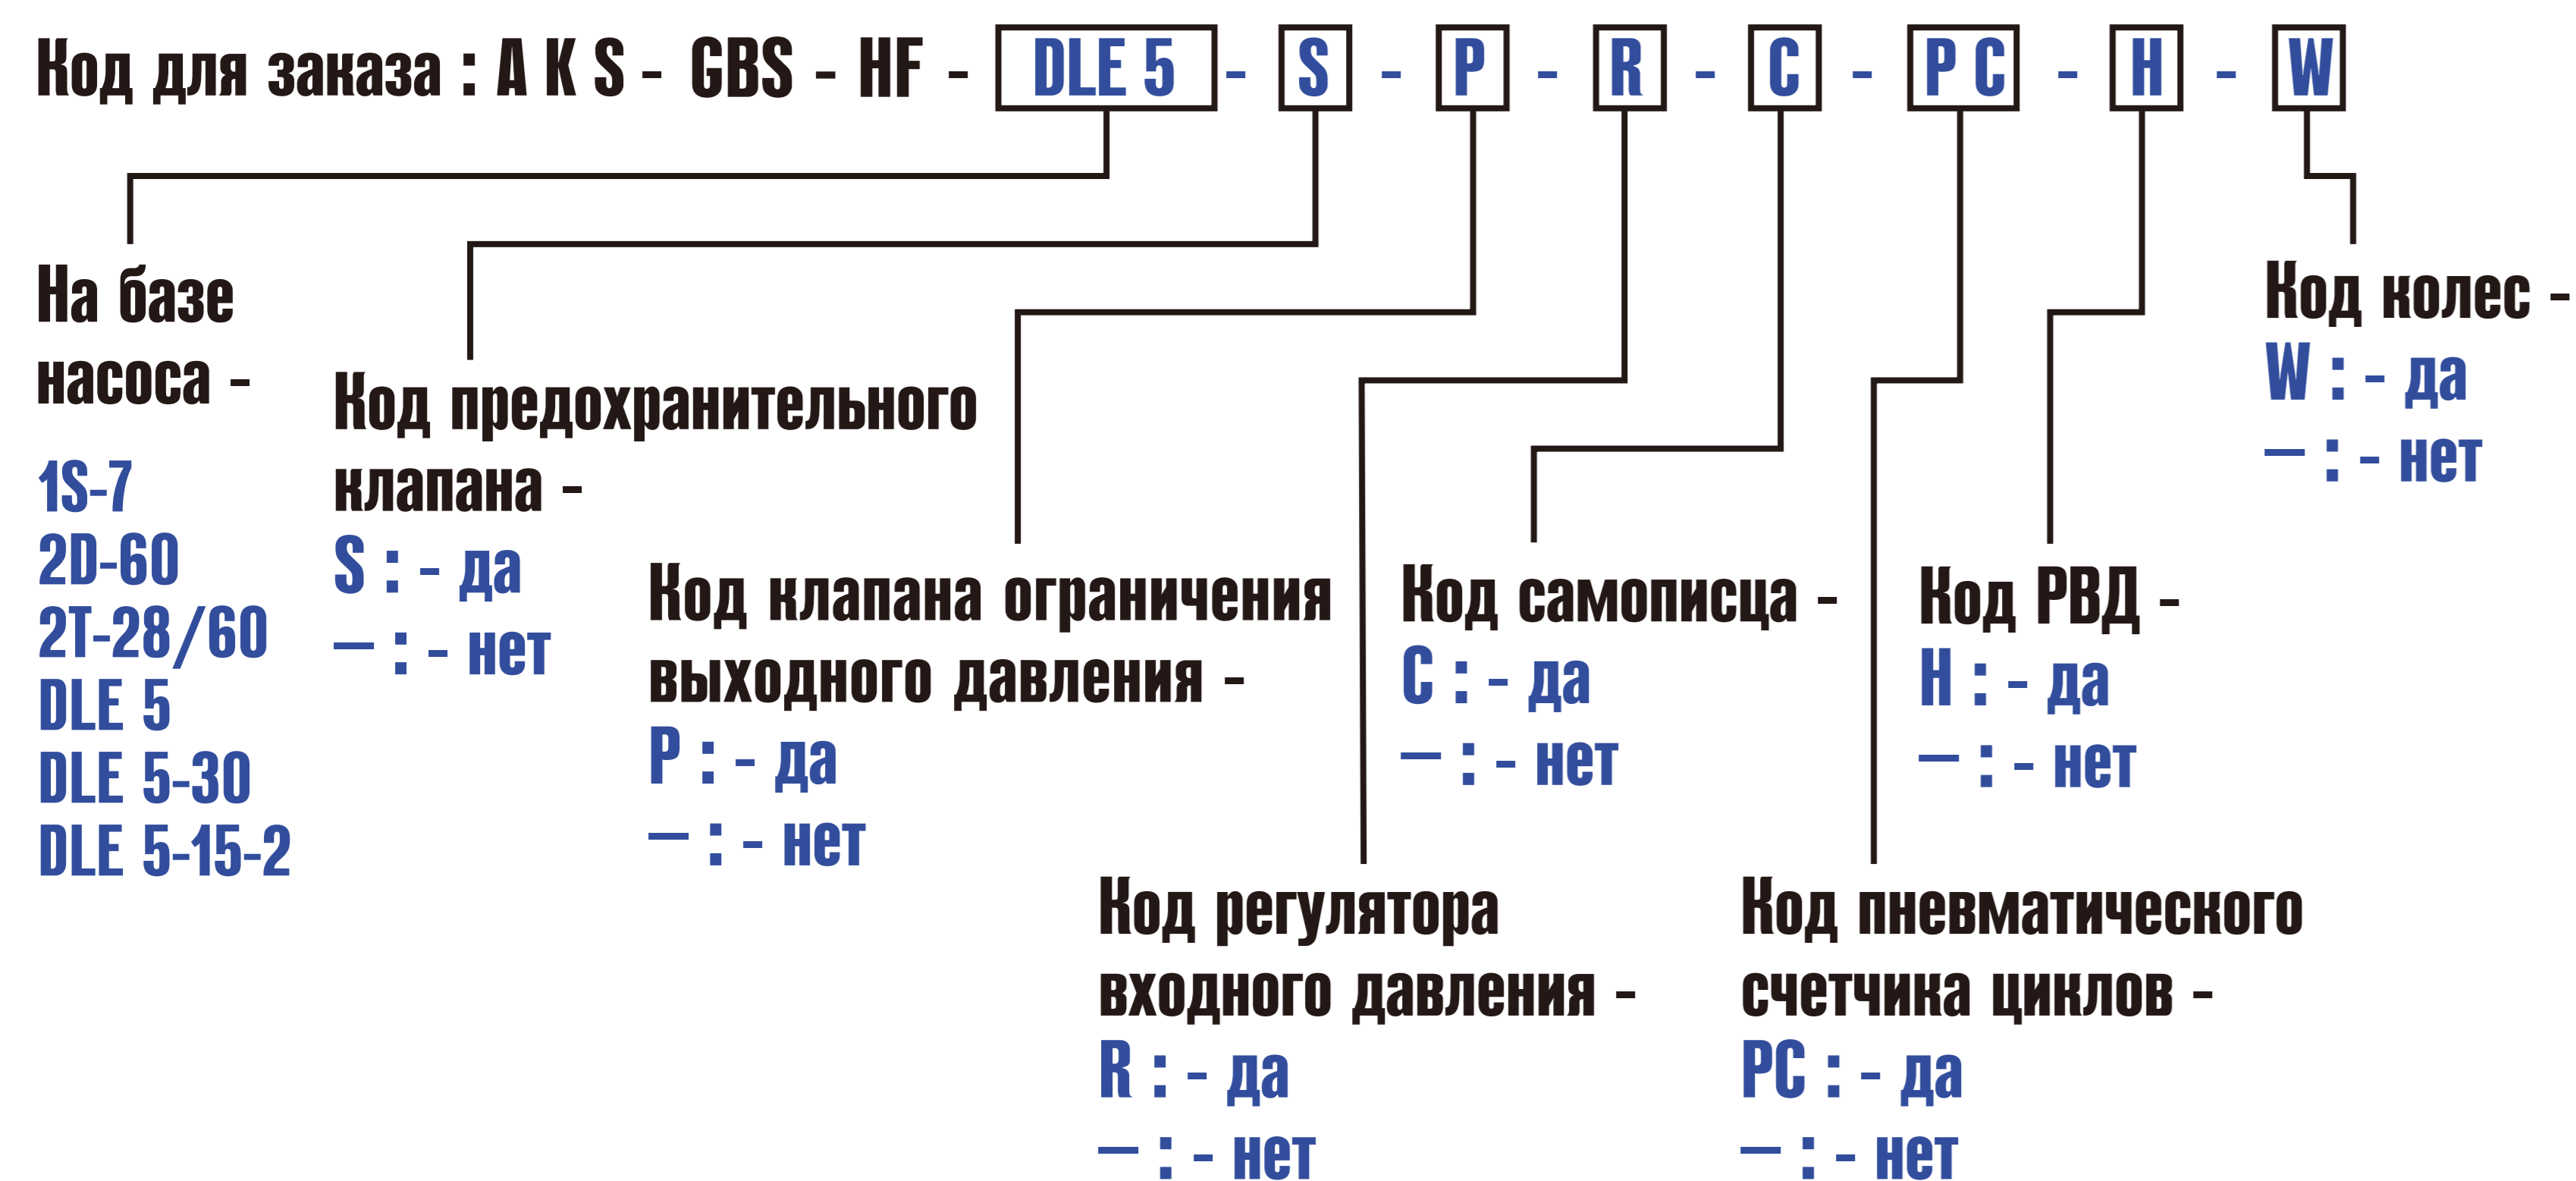 Код для заказа : A K S - GBS - HF - DLE 5 - S - P - R - C - P C - H - W
На базе
насоса -
1S-7
2D-60
2T-28/60
DLE 5
DLE 5-30
DLE 5-15-2
Код предохранительного
клапана -
S : - да
— : - нет
Код клапана ограничения
выходного давления -
P : - да
— : - нет
Код регулятора
входного давления -
R : - да
— : - нет
Код самописца -
C : - да
— : - нет
Код пневматического
счетчика циклов -
PC : - да
— : - нет
Код РВД -
H : - да
— : - нет
Код колес -
W : - да
— : - нет